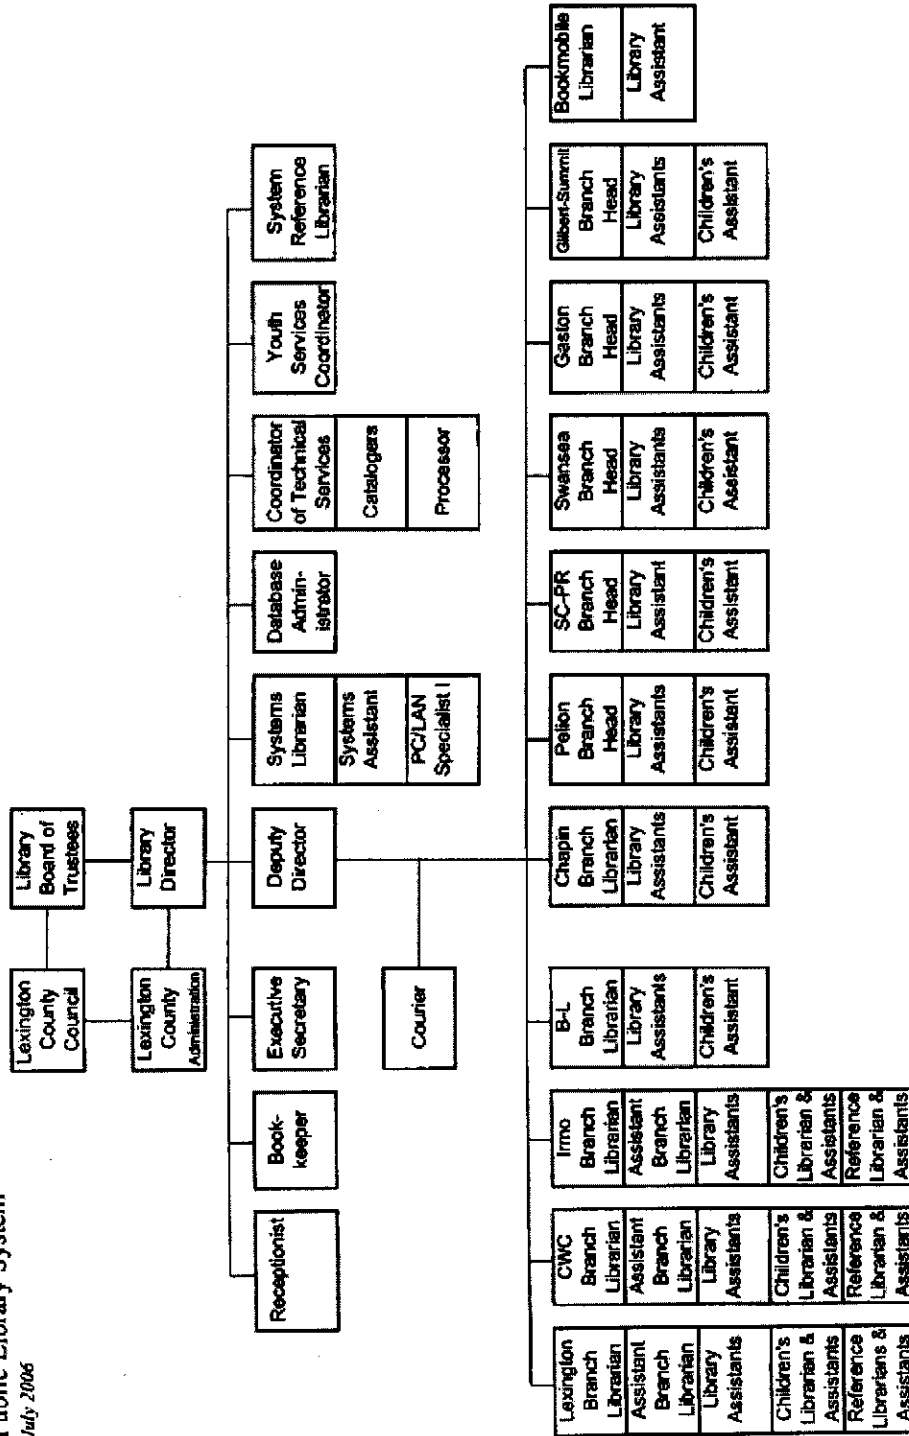 Public Library System
July 2006
Lexington
County
Council
Library
Board of
Trustees
Lexington
County
Administration
Library
Director
Receptionist
Book-
keeper
Executive
Secretary
Deputy
Director
Systems
Librarian
Systems
Assistant
PC/LAN
Specialist I
Database
Admin-
istrator
Coordinator
of Technical
Services
Catalogers
Processor
Youth
Services
Coordinator
System
Reference
Librarian
Courier
Lexington
Branch
Librarian
Assistant
Branch
Librarian
Library
Assistants
Children's
Librarian &
Assistants
Reference
Librarians &
Assistants
CWC
Branch
Librarian
Assistant
Branch
Librarian
Library
Assistants
Children's
Librarian &
Assistants
Reference
Librarian &
Assistants
Irmo
Branch
Librarian
Assistant
Branch
Librarian
Library
Assistants
Children's
Librarian &
Assistants
Reference
Librarian &
Assistants
B-L
Branch
Librarian
Library
Assistants
Children's
Assistant
Chapin
Branch
Librarian
Library
Assistants
Children's
Assistant
Pelion
Branch
Head
Library
Assistants
Children's
Assistant
SC-PR
Branch
Head
Library
Assistant
Children's
Assistant
Swansea
Branch
Head
Library
Assistants
Children's
Assistant
Gaston
Branch
Head
Library
Assistants
Children's
Assistant
Gilbert-Summit
Branch
Head
Library
Assistants
Children's
Assistant
Bookmobile
Librarian
Library
Assistant